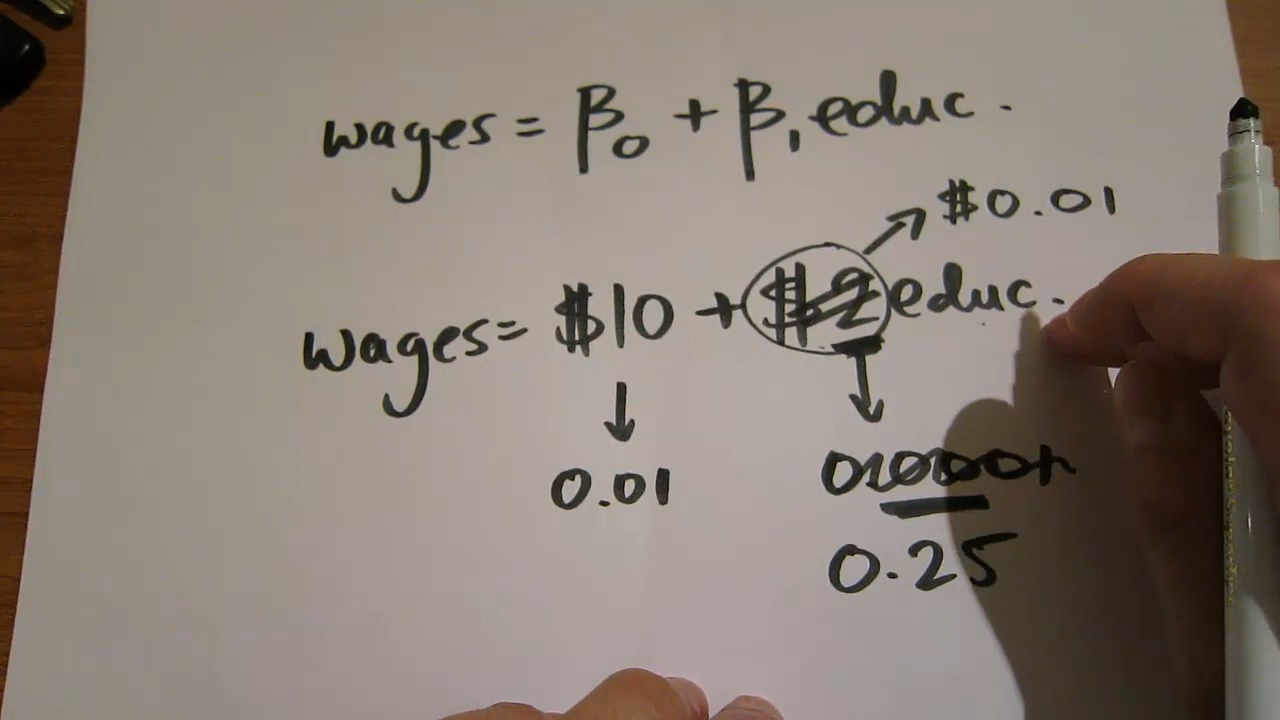 wages = β₀ + β₁ educ.
$0.01
wages = $10 + $2 educ.
0.01
0.25